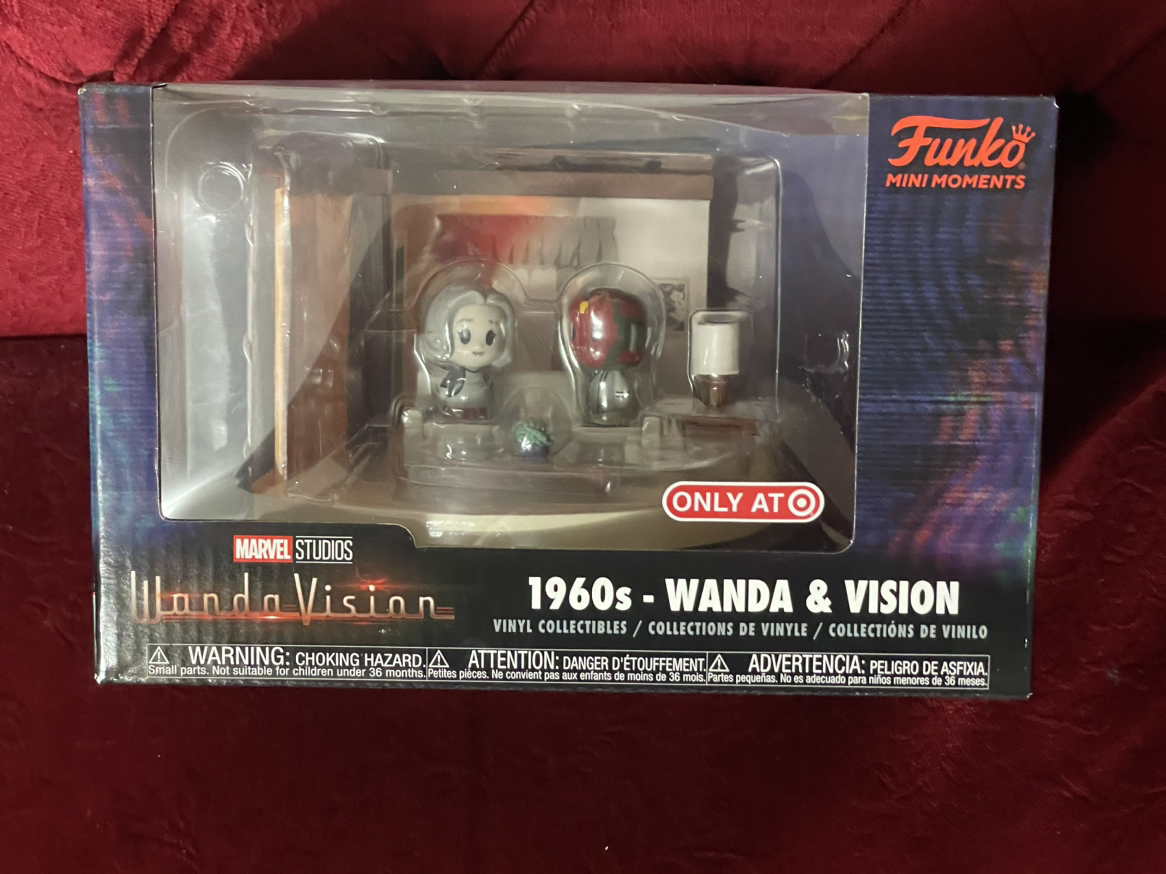 Funko
MINI MOMENTS
ONLY AT
MARVEL STUDIOS
WandaVision
1960s - WANDA & VISION
VINYL COLLECTIBLES / COLLECTIONS DE VINYLE / COLLECTIÓNS DE VINILO
WARNING: CHOKING HAZARD.
Small parts. Not suitable for children under 36 months.
ATTENTION: DANGER D'ÉTOUFFEMENT.
Petites pièces. Ne convient pas aux enfants de moins de 36 mois.
ADVERTENCIA: PELIGRO DE ASFIXIA.
Partes pequeñas. No es adecuado para niños menores de 36 meses.